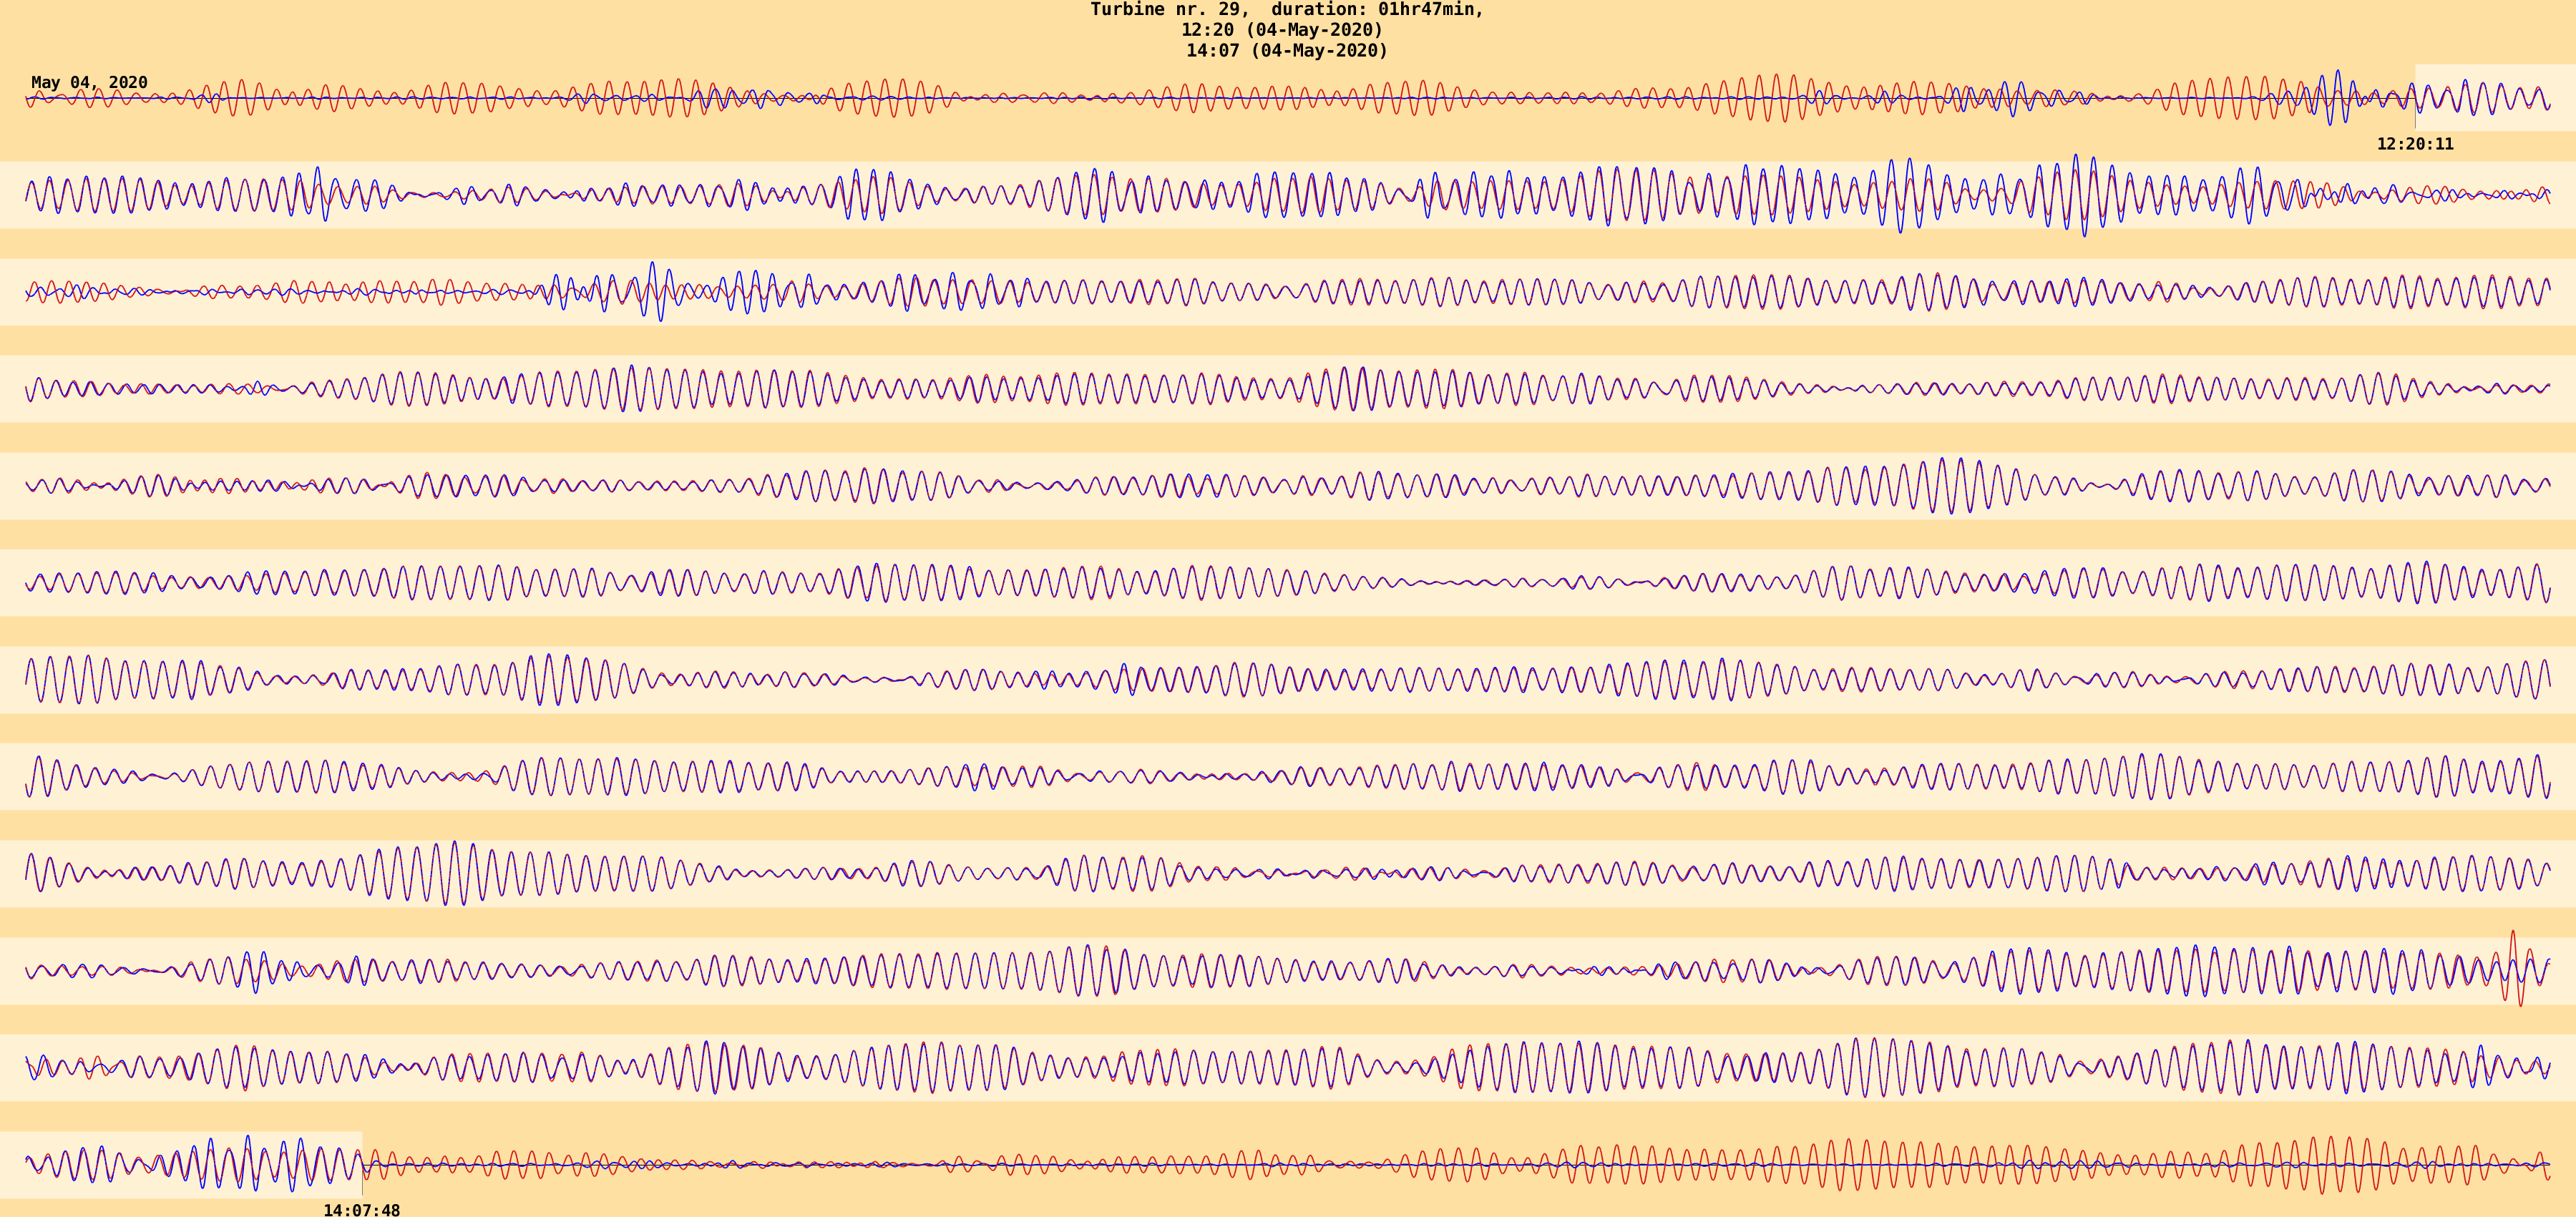 Turbine nr. 29,  duration: 01hr47min,
12:20 (04-May-2020)
14:07 (04-May-2020)
May 04, 2020
12:20:11
14:07:48